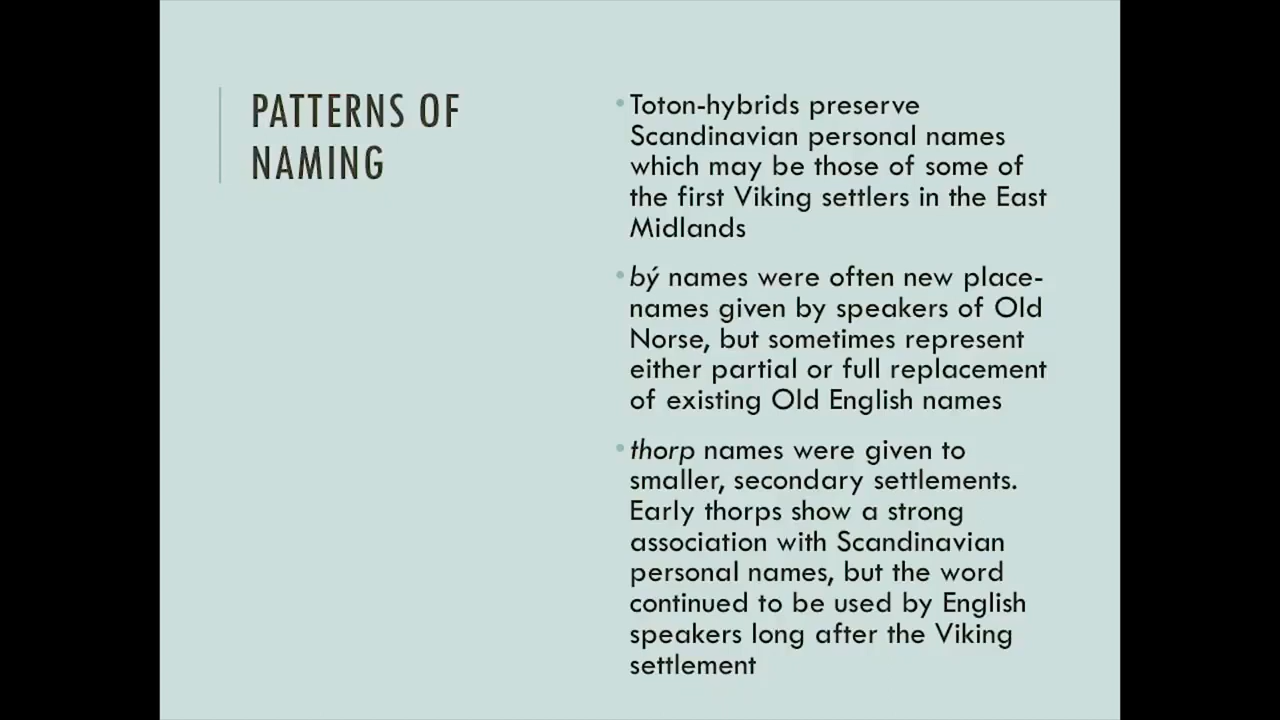 PATTERNS OF
NAMING
• Toton-hybrids preserve
Scandinavian personal names
which may be those of some of
the first Viking settlers in the East
Midlands
• bý names were often new place-
names given by speakers of Old
Norse, but sometimes represent
either partial or full replacement
of existing Old English names
• thorp names were given to
smaller, secondary settlements.
Early thorps show a strong
association with Scandinavian
personal names, but the word
continued to be used by English
speakers long after the Viking
settlement